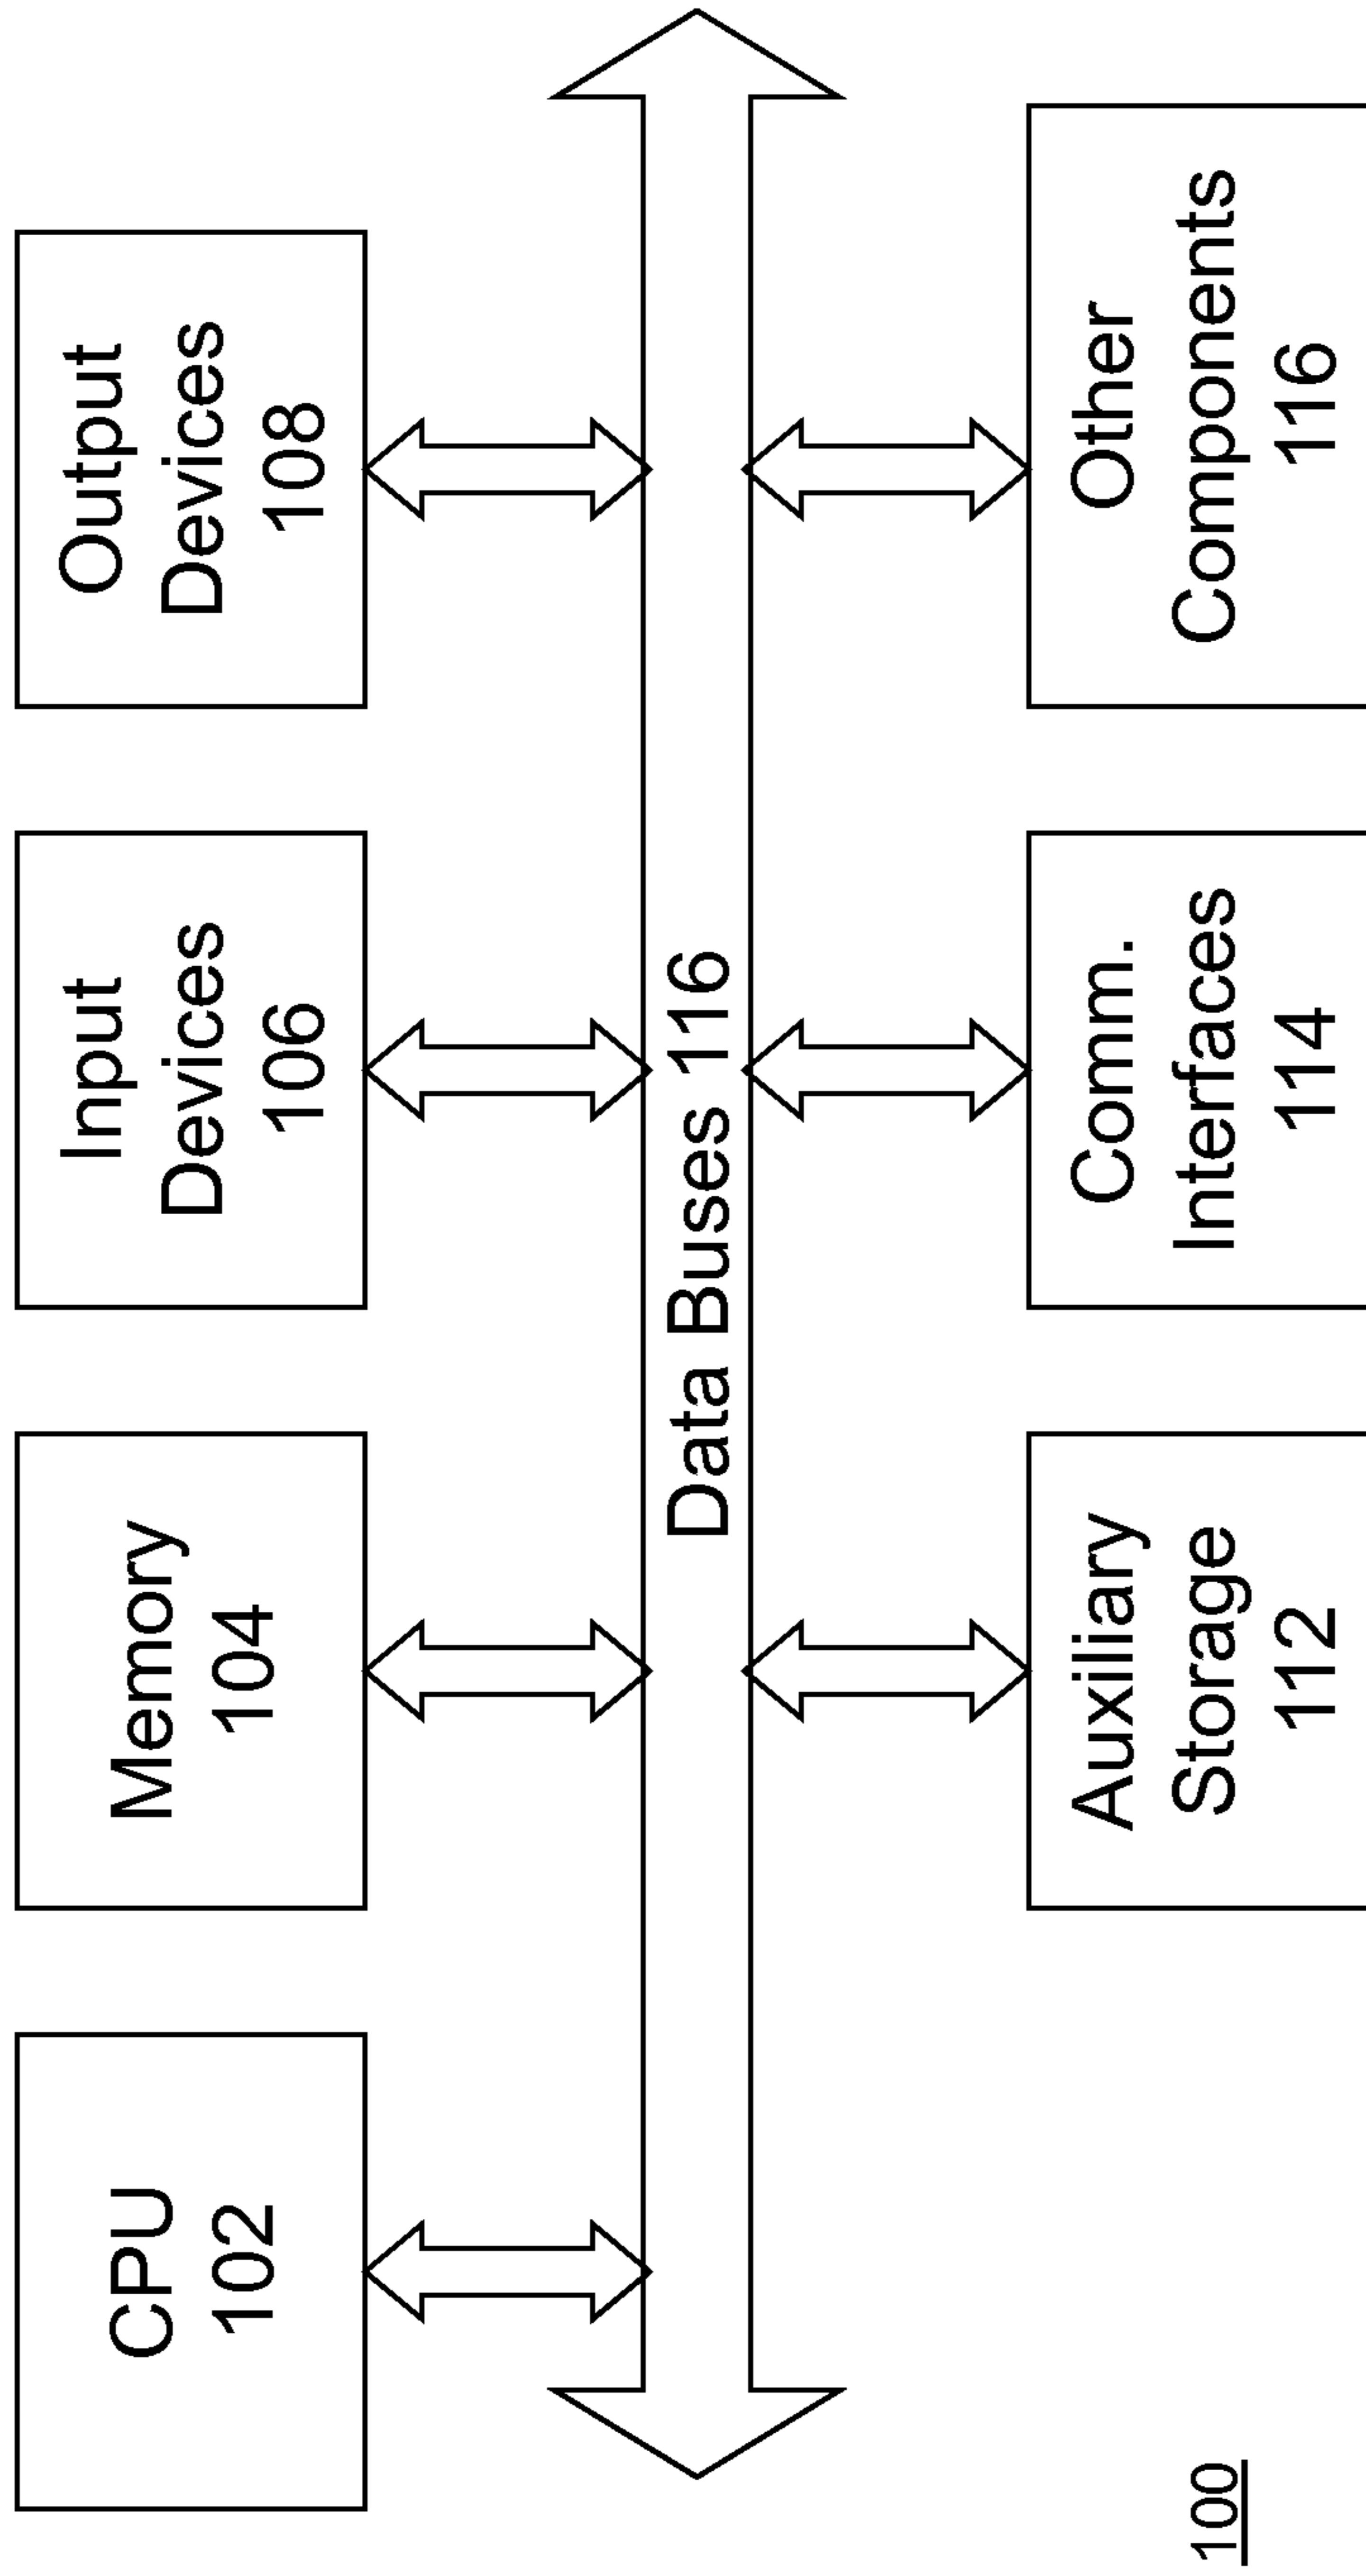 CPU
102
Memory
104
Input
Devices
106
Output
Devices
108
Data Buses 116
Auxiliary
Storage
112
Comm.
Interfaces
114
Other
Components
116
100